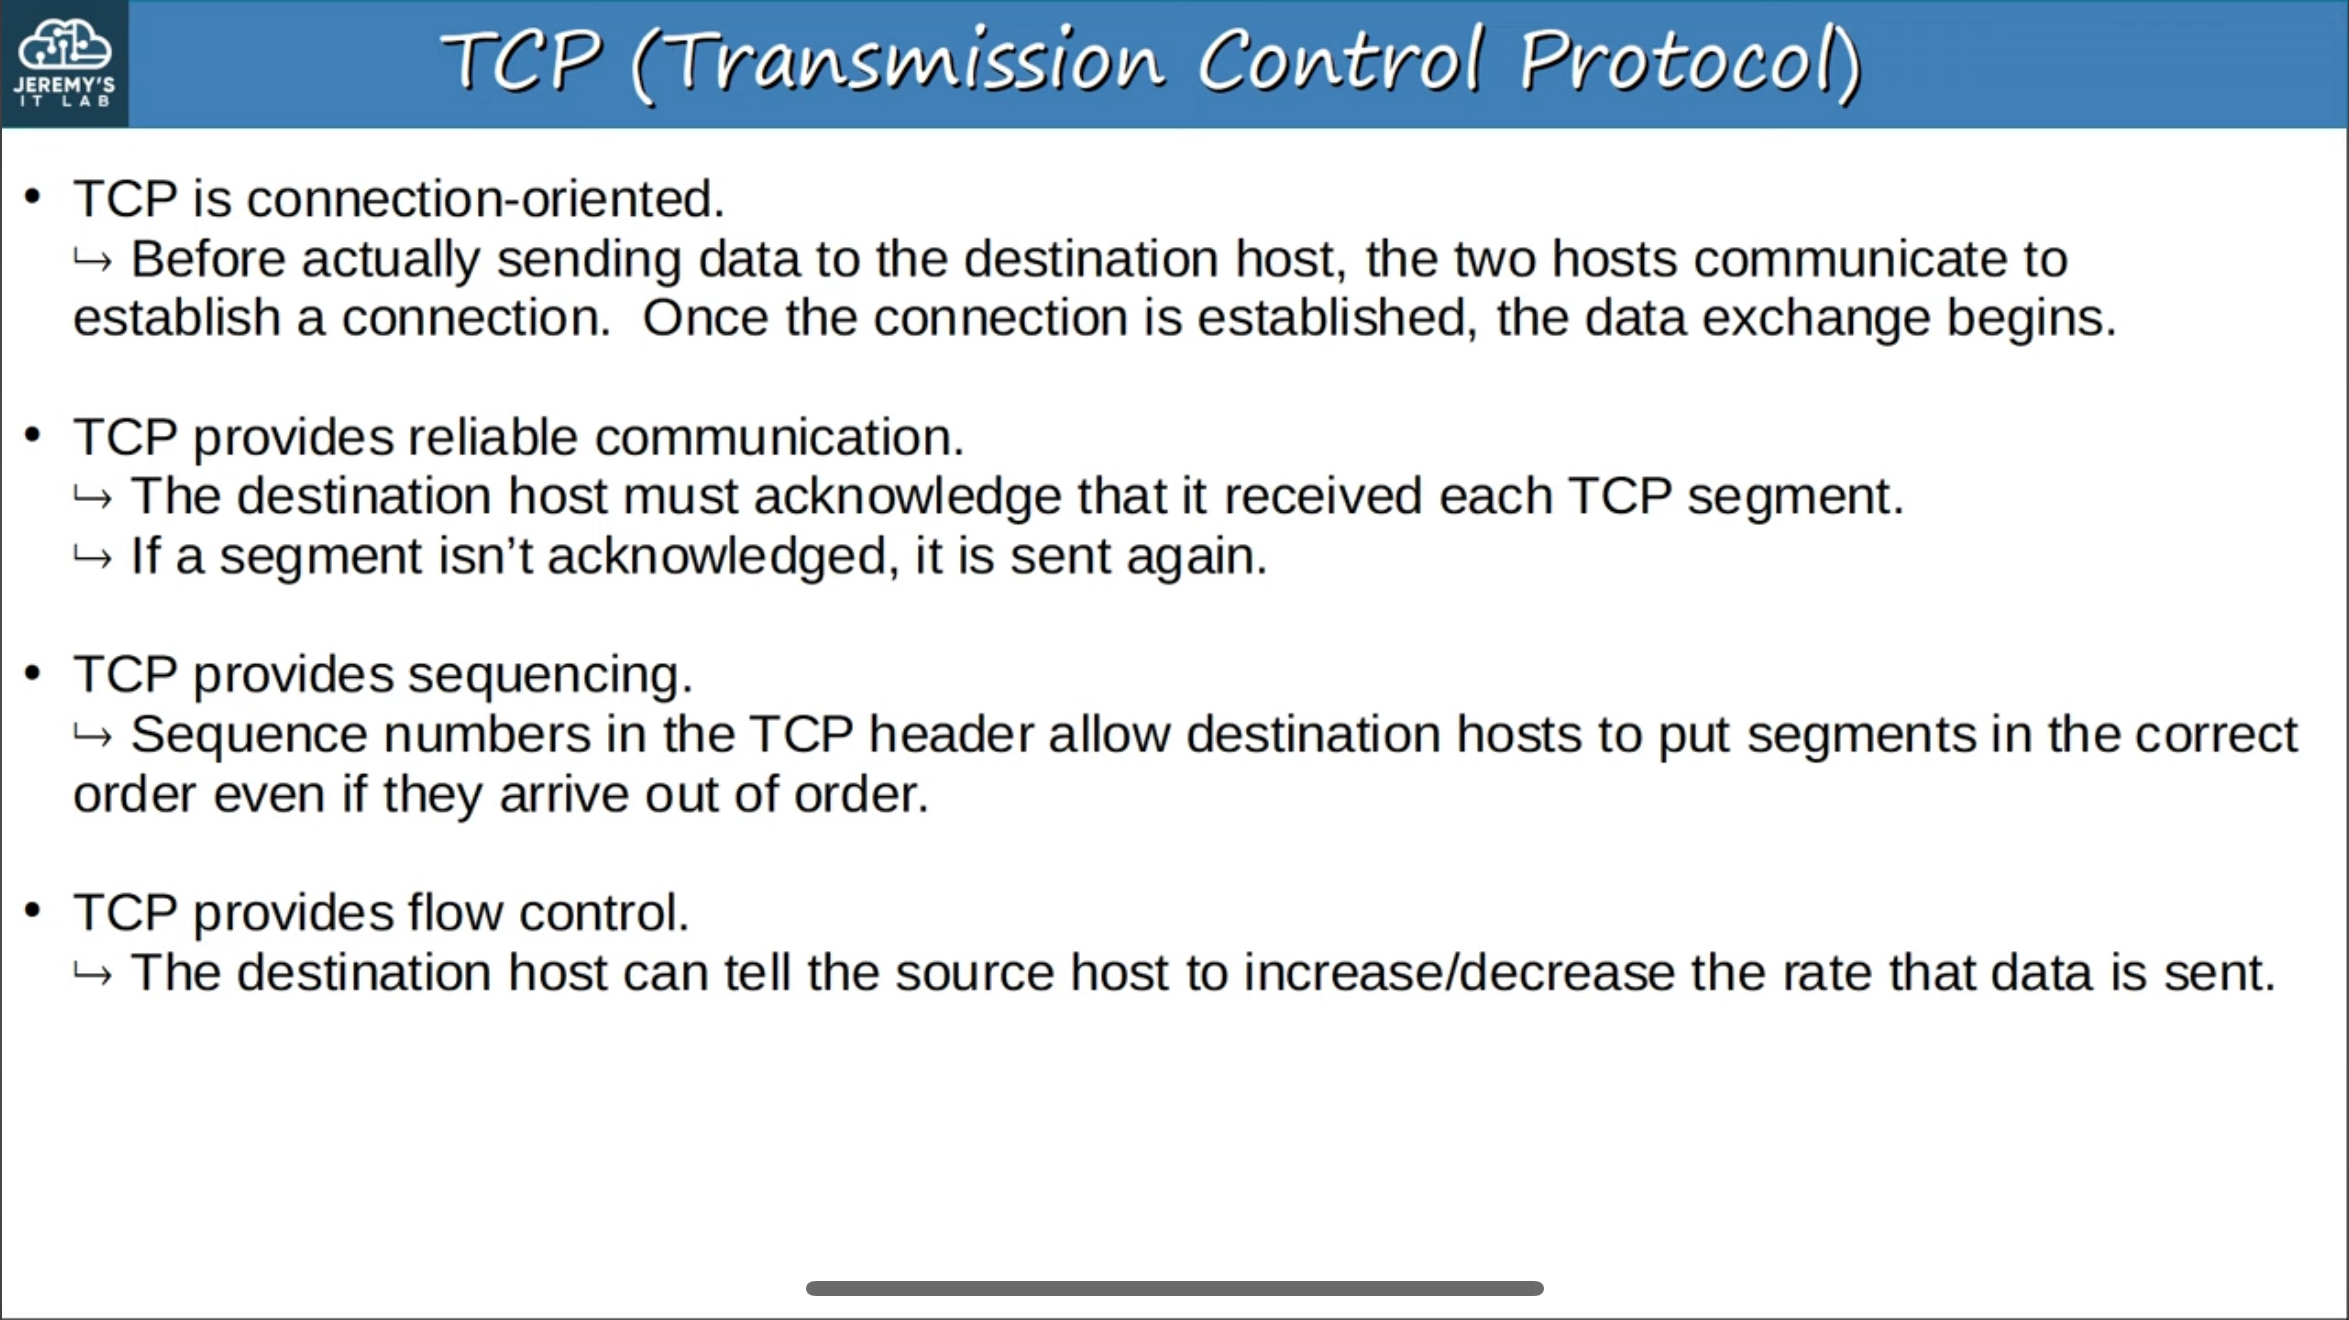 JEREMY'S
IT LAB
TCP (Transmission Control Protocol)
• TCP is connection-oriented.
↪ Before actually sending data to the destination host, the two hosts communicate to
establish a connection.  Once the connection is established, the data exchange begins.
• TCP provides reliable communication.
↪ The destination host must acknowledge that it received each TCP segment.
↪ If a segment isn’t acknowledged, it is sent again.
• TCP provides sequencing.
↪ Sequence numbers in the TCP header allow destination hosts to put segments in the correct
order even if they arrive out of order.
• TCP provides flow control.
↪ The destination host can tell the source host to increase/decrease the rate that data is sent.